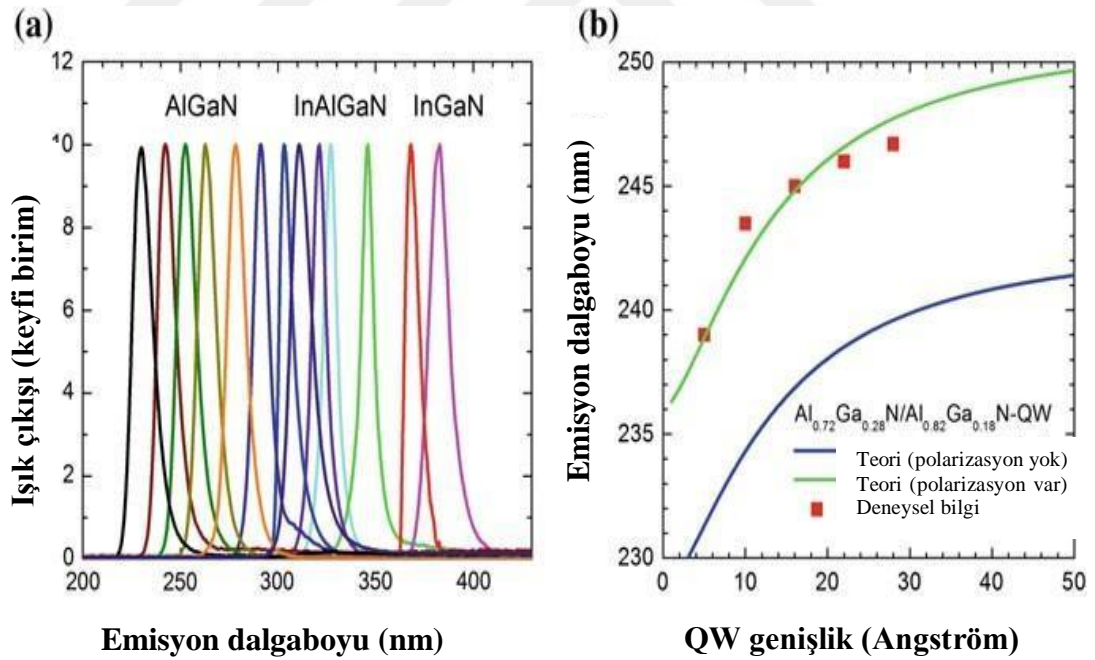 (a)
12
10
8
6
4
2
0
AlGaN InAlGaN InGaN
Işık çıkışı (keyfi birim)
200 250 300 350 400
Emisyon dalgaboyu (nm)
(b)
250
245
240
235
230
Emisyon dalgaboyu (nm)
Al0.72Ga0.28N/Al0.82Ga0.18N-QW
Teori (polarizasyon yok)
Teori (polarizasyon var)
Deneysel bilgi
0 10 20 30 40 50
QW genişlik (Angström)